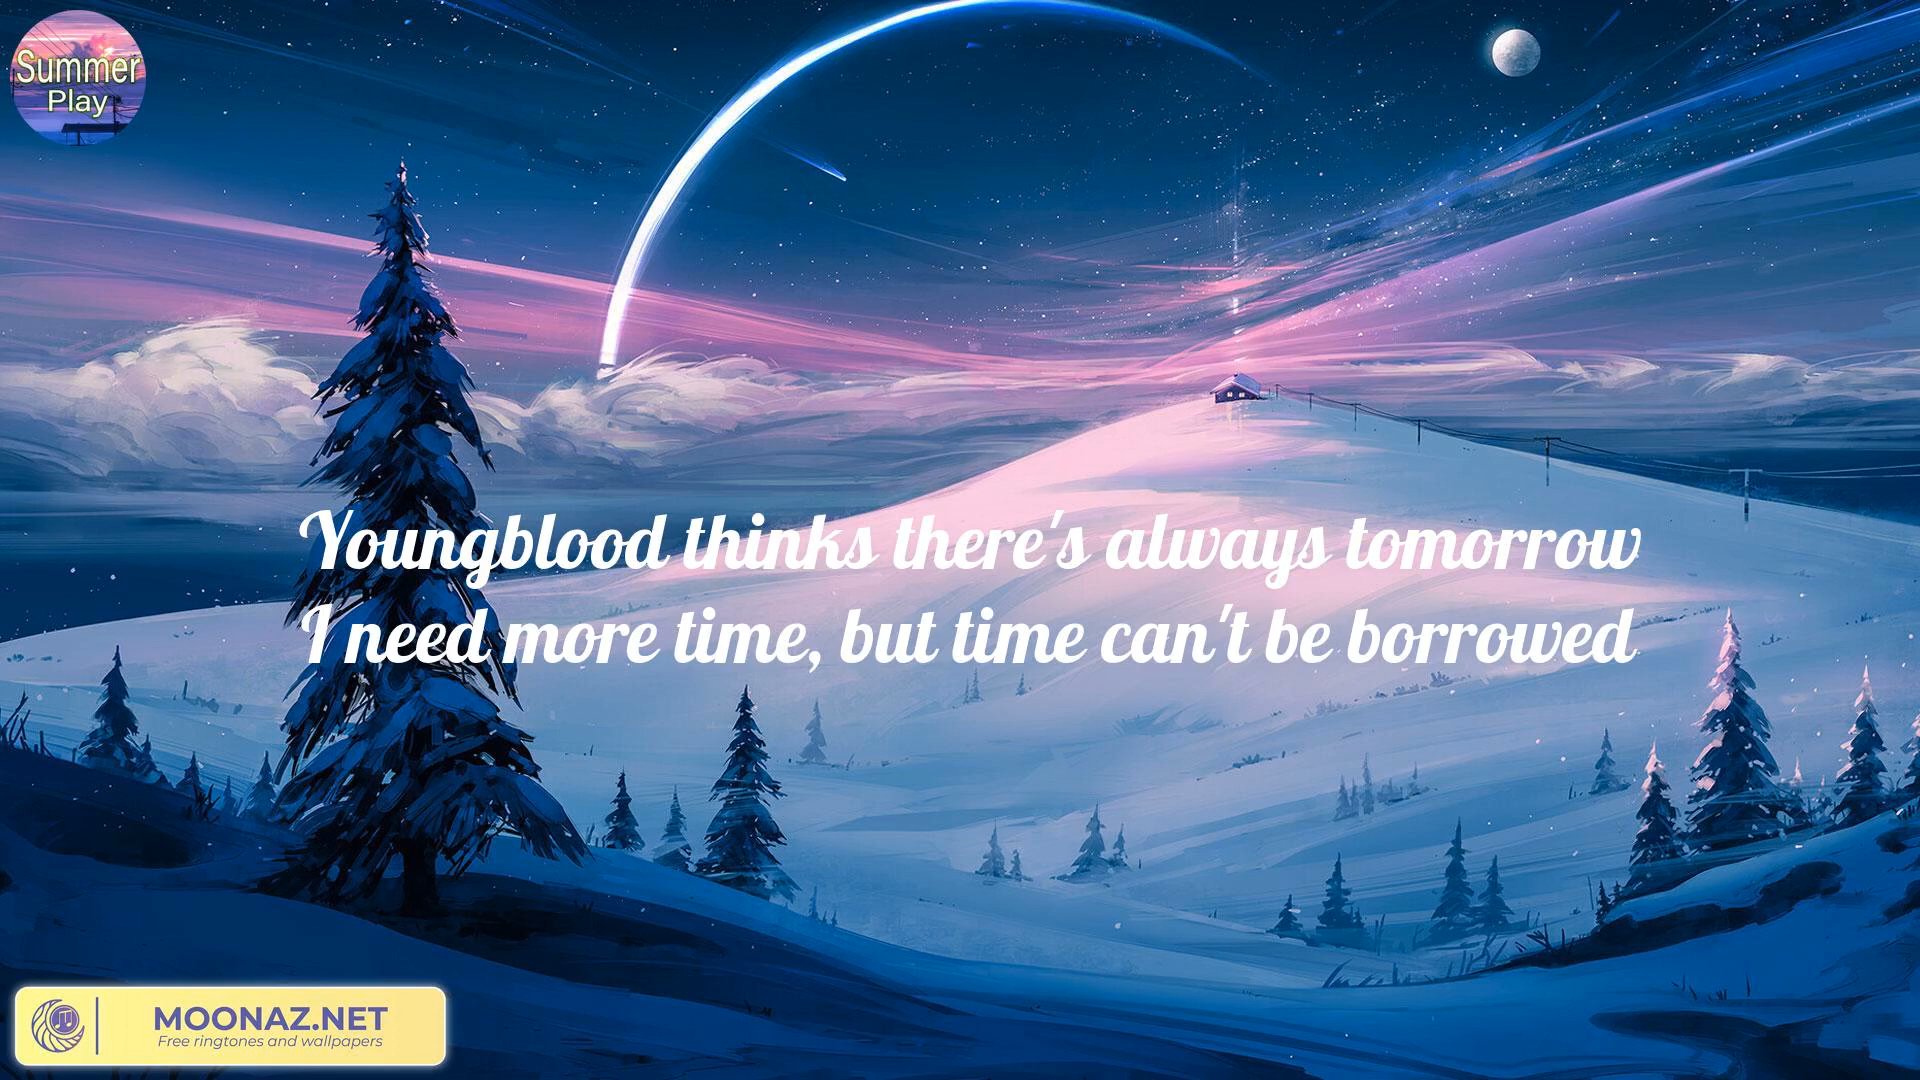 Summer
Play
Youngblood thinks there's always tomorrow
I need more time, but time can't be borrowed
MOONAZ.NET
Free ringtones and wallpapers